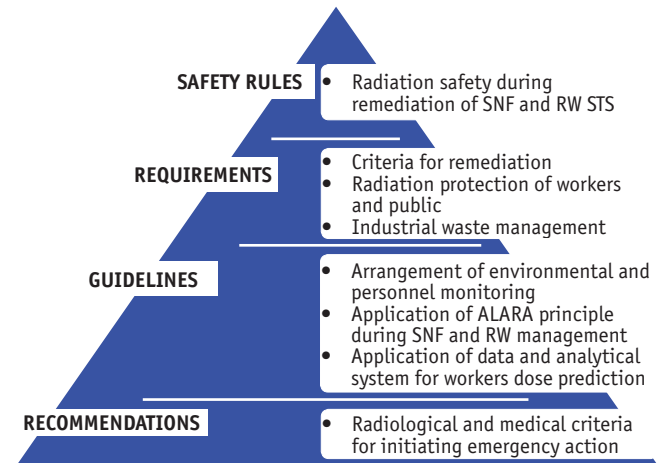 SAFETY RULES
• Radiation safety during
remediation of SNF and RW STS
REQUIREMENTS
• Criteria for remediation
• Radiation protection of workers
and public
• Industrial waste management
GUIDELINES
• Arrangement of environmental and
personnel monitoring
• Application of ALARA principle
during SNF and RW management
• Application of data and analytical
system for workers dose prediction
RECOMMENDATIONS
• Radiological and medical criteria
for initiating emergency action